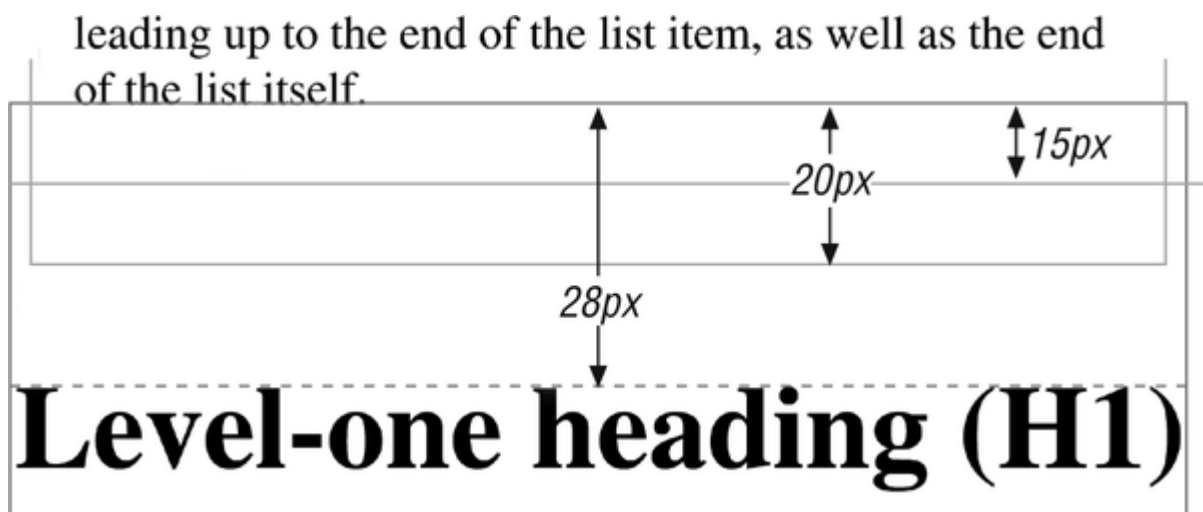 leading up to the end of the list item, as well as the end
of the list itself.
15px
20px
28px
Level-one heading (H1)